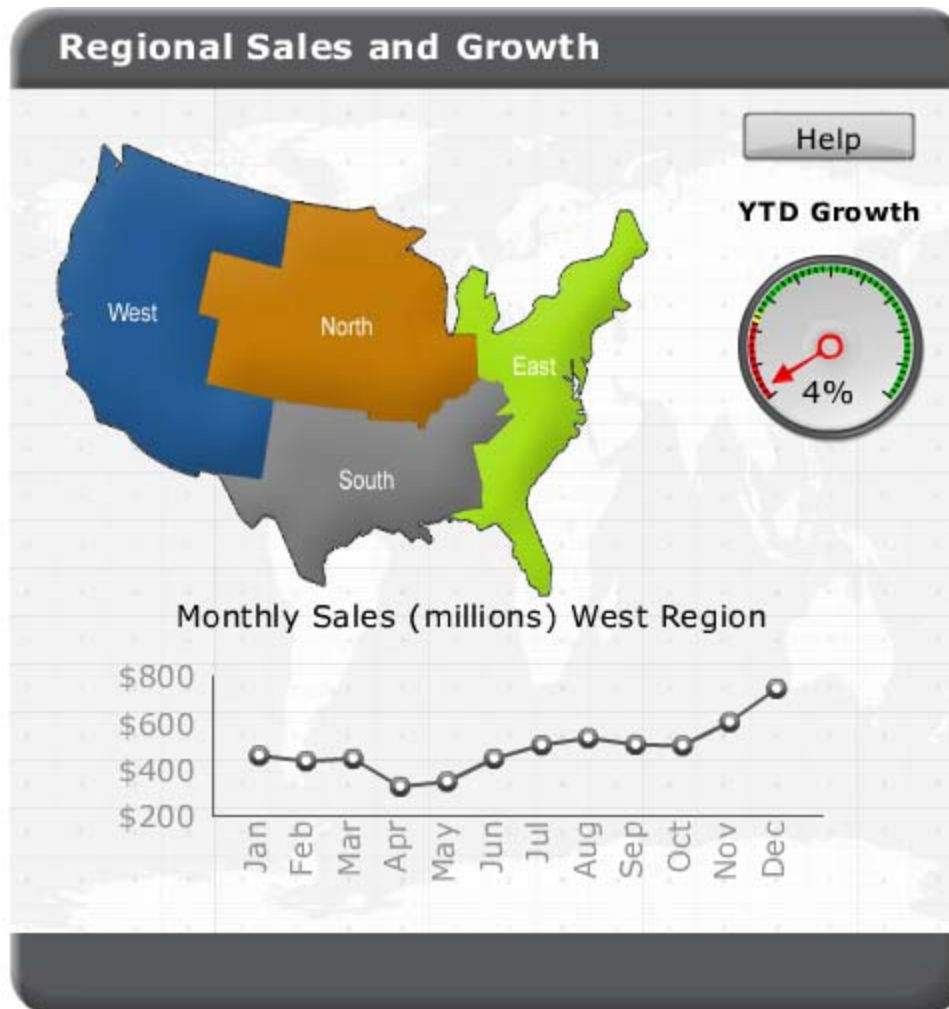 Regional Sales and Growth
Help
YTD Growth
West
North
East
4%
South
Monthly Sales (millions) West Region
$800
$600
$400
$200
Jan Feb Mar Apr May Jun Jul Aug Sep Oct Nov Dec